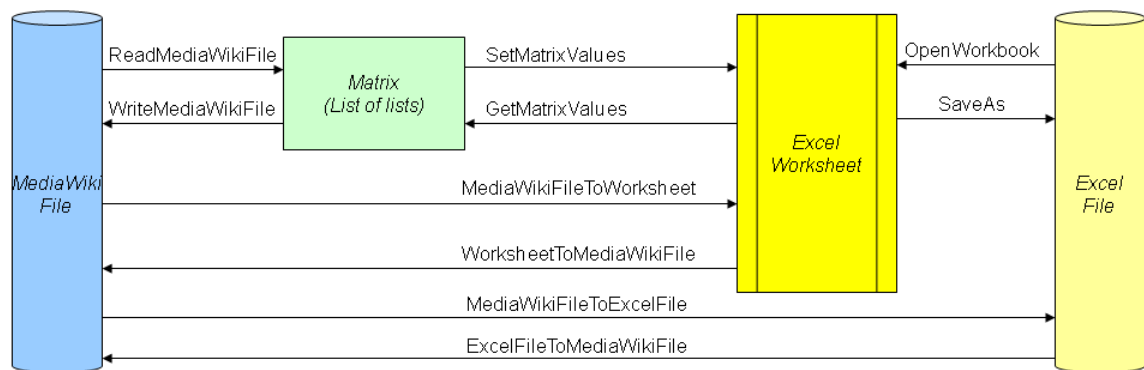 ReadMediaWikiFile
SetMatrixValues
OpenWorkbook
Matrix
(List of lists)
WriteMediaWikiFile
GetMatrixValues
SaveAs
Excel
Worksheet
MediaWiki
File
MediaWikiFileToWorksheet
Excel
File
WorksheetToMediaWikiFile
MediaWikiFileToExcelFile
ExcelFileToMediaWikiFile